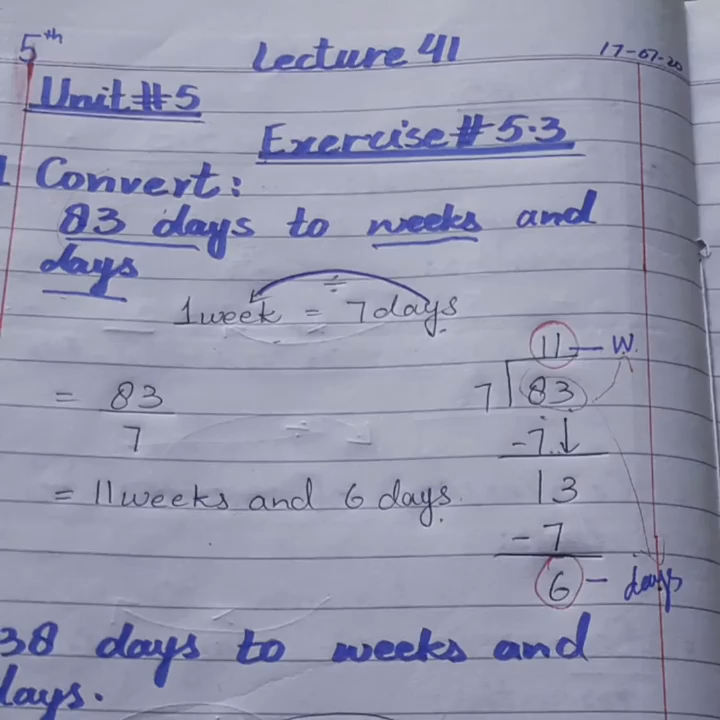 5th
Lecture 41
17-07-20
Unit #5
Exercise # 5.3
1 Convert:
83 days to weeks and
days
÷
1 week = 7 days
= 83
7
÷
= 11 weeks and 6 days.
11 — W.
7 83
-7↓
13
-7
6 — days
38 days to weeks and
days.